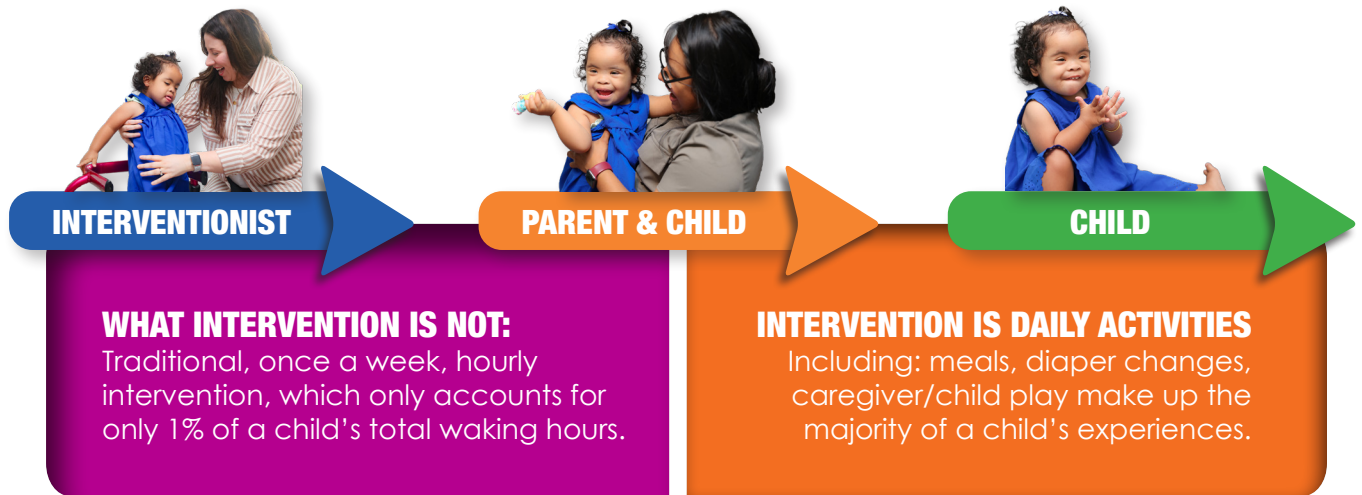 INTERVENTIONIST
PARENT & CHILD
CHILD
WHAT INTERVENTION IS NOT:
Traditional, once a week, hourly
intervention, which only accounts for
only 1% of a child’s total waking hours.
INTERVENTION IS DAILY ACTIVITIES
Including: meals, diaper changes,
caregiver/child play make up the
majority of a child’s experiences.